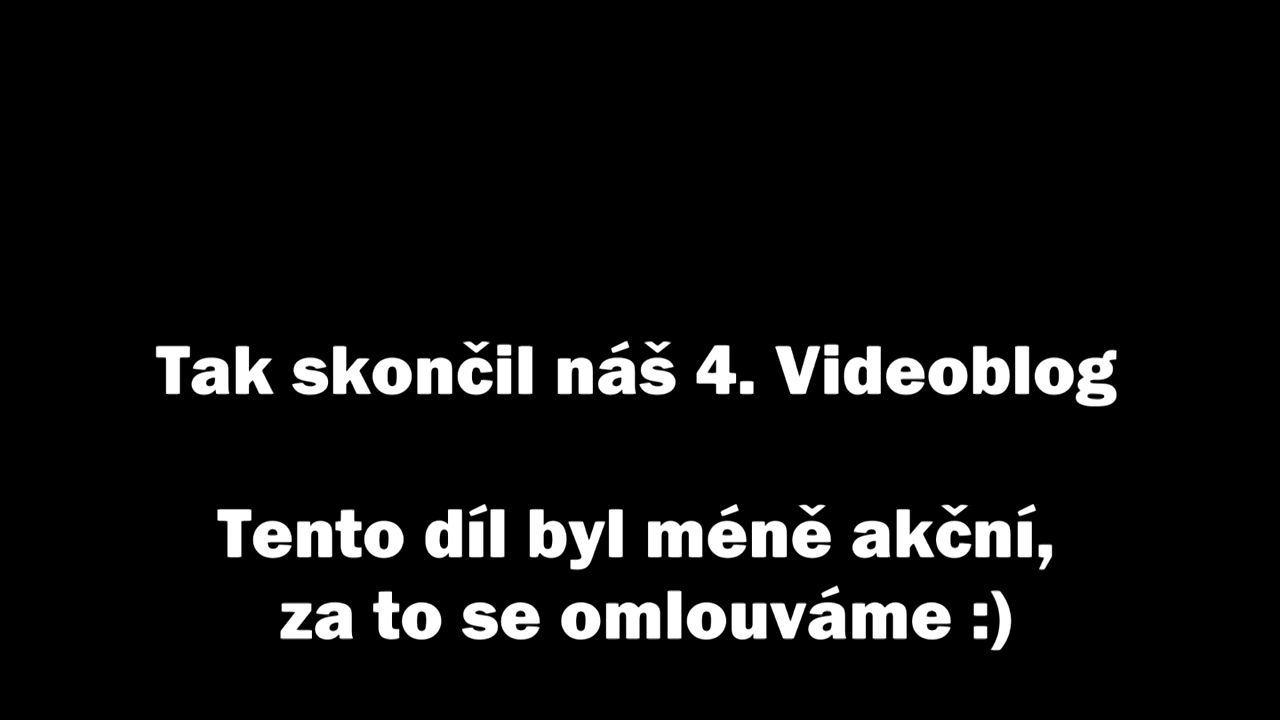 Tak skončil náš 4. Videoblog
Tento díl byl méně akční,
za to se omlouváme :)